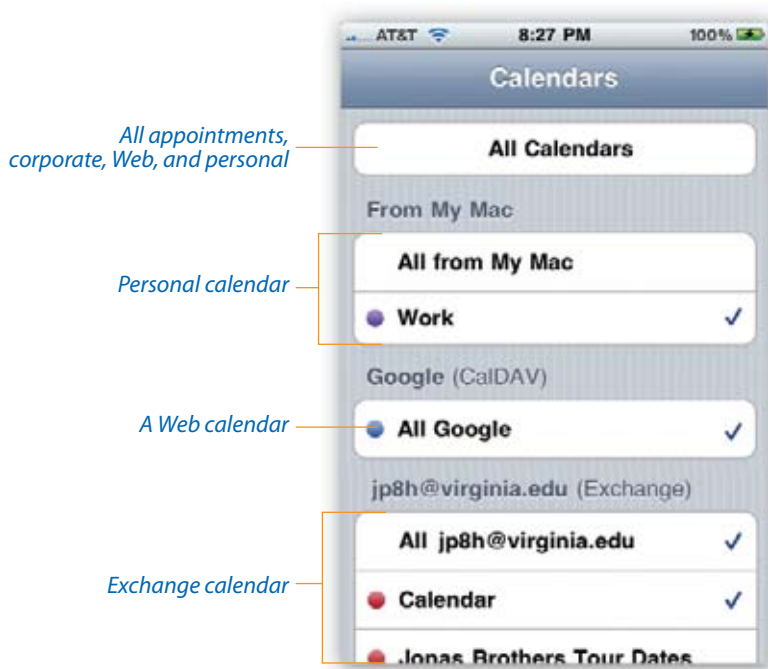 AT&T 8:27 PM 100%
Calendars
All appointments,
corporate, Web, and personal
All Calendars
From My Mac
All from My Mac
Personal calendar
Work
Google (CalDAV)
A Web calendar
All Google
jp8h@virginia.edu (Exchange)
All jp8h@virginia.edu
Exchange calendar
Calendar
Jonas Brothers Tour Dates